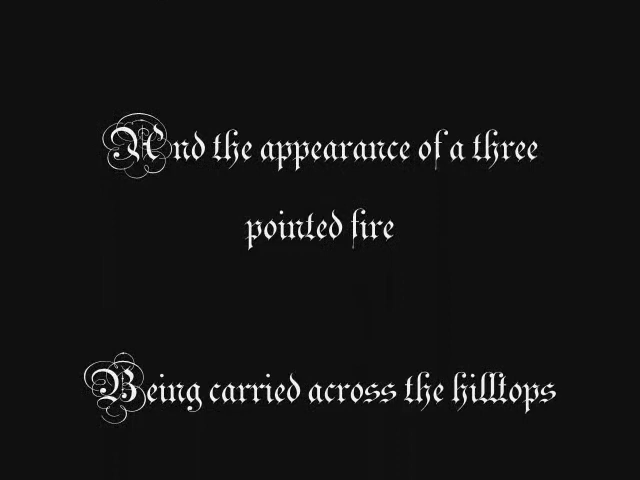 And the appearance of a three
pointed fire
Being carried across the hilltops